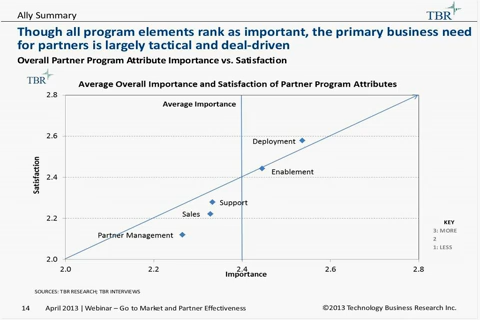 Ally Summary
TBR
Though all program elements rank as important, the primary business need
for partners is largely tactical and deal-driven
Overall Partner Program Attribute Importance vs. Satisfaction
TBR
Average Overall Importance and Satisfaction of Partner Program Attributes
2.8
Average Importance
2.6
Deployment
Enablement
Satisfaction
2.4
Support
Sales
2.2
Partner Management
2.0
KEY
3: MORE
2
1: LESS
2.0
2.2
2.4
2.6
2.8
Importance
SOURCES: TBR RESEARCH; TBR INTERVIEWS
14 April 2013 | Webinar – Go to Market and Partner Effectiveness
©2013 Technology Business Research Inc.